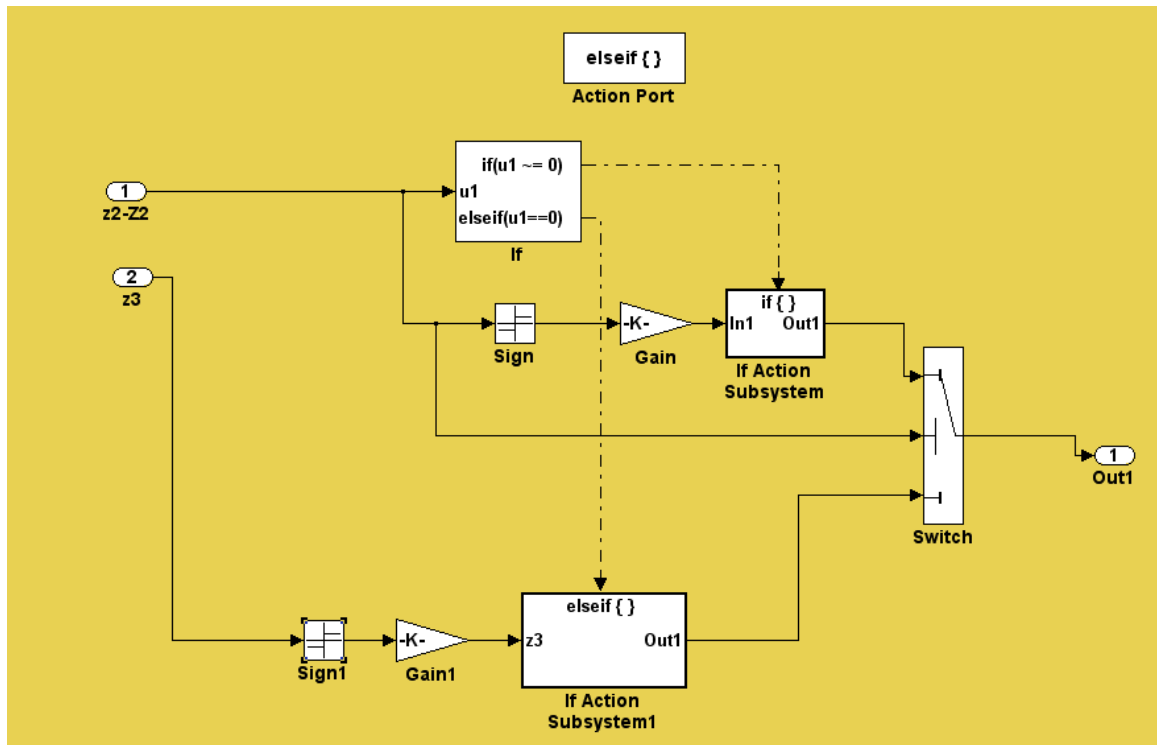 elseif { }
Action Port
if(u1 ~= 0)
u1
elseif(u1==0)
If
1
z2-Z2
2
z3
Sign
-K-
Gain
if { }
In1 Out1
If Action
Subsystem
Switch
1
Out1
Sign1
-K-
Gain1
elseif { }
z3 Out1
If Action
Subsystem1